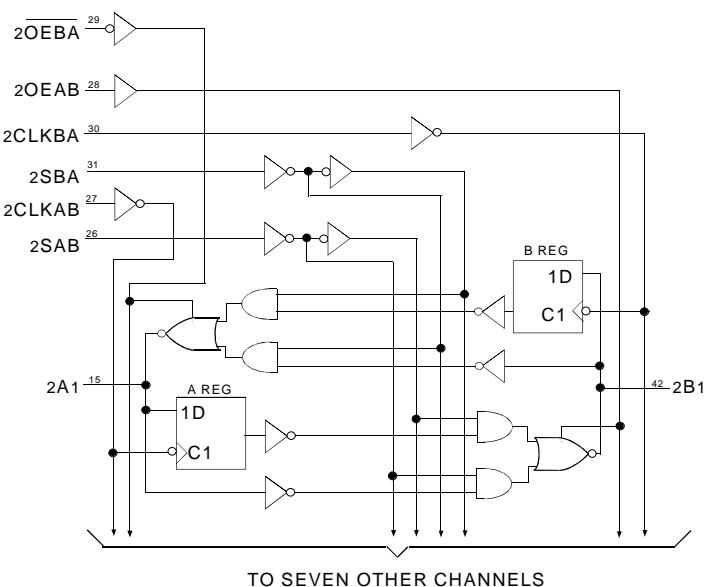 29
2OEBA
28
2OEAB
30
2CLKBA
31
2SBA
27
2CLKAB
26
2SAB
B REG
1D
C1
2A1 15
42 2B1
A REG
1D
C1
TO SEVEN OTHER CHANNELS